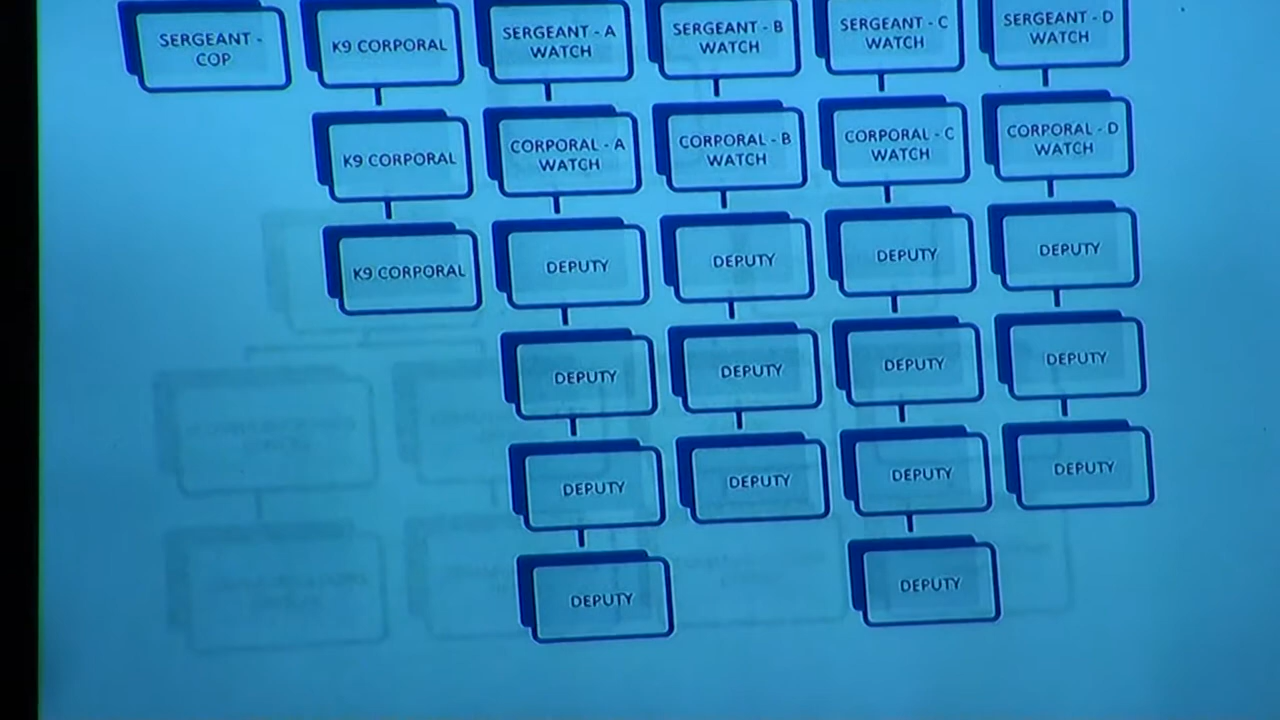 SERGEANT -
COP
K9 CORPORAL
SERGEANT - A
WATCH
SERGEANT - B
WATCH
SERGEANT - C
WATCH
SERGEANT - D
WATCH
K9 CORPORAL
CORPORAL - A
WATCH
CORPORAL - B
WATCH
CORPORAL - C
WATCH
CORPORAL - D
WATCH
K9 CORPORAL
DEPUTY
DEPUTY
DEPUTY
DEPUTY
DEPUTY
DEPUTY
DEPUTY
DEPUTY
DEPUTY
DEPUTY
DEPUTY
DEPUTY
DEPUTY
DEPUTY